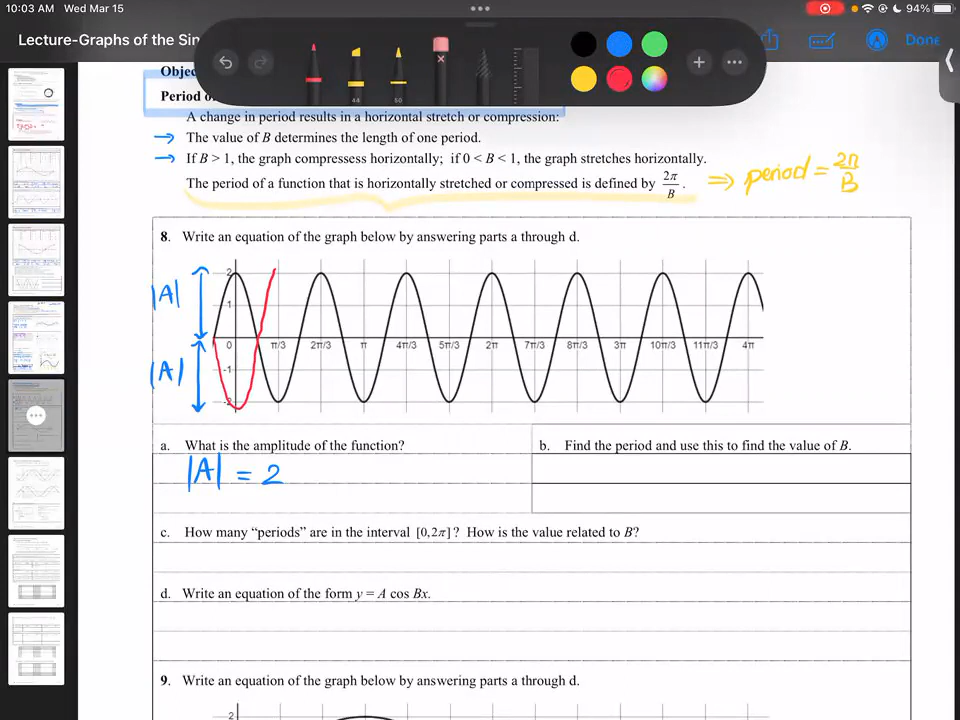 10:03 AM Wed Mar 15
94%
Lecture-Graphs of the Sin
Done
44
50
Objec
Period o
A change in period results in a horizontal stretch or compression:
The value of B determines the length of one period.
If B > 1, the graph compressess horizontally; if 0 < B < 1, the graph stretches horizontally.
The period of a function that is horizontally stretched or compressed is defined by 2π/B.
⇒ period = 2π/B
8. Write an equation of the graph below by answering parts a through d.
|A|
|A|
2
1
0 π/3 2π/3 π 4π/3 5π/3 2π 7π/3 8π/3 3π 10π/3 11π/3 4π
-1
-2
a. What is the amplitude of the function?
|A| = 2
b. Find the period and use this to find the value of B.
c. How many “periods” are in the interval [0,2π]? How is the value related to B?
d. Write an equation of the form y = A cos Bx.
9. Write an equation of the graph below by answering parts a through d.
2